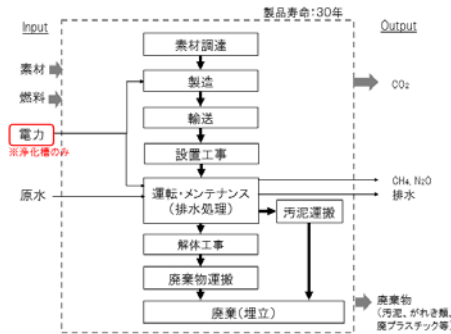 製品寿命：30年
Input
Output
素材調達
素材
製造
CO₂
燃料
輸送
電力
※浄化槽のみ
設置工事
原水
運転・メンテナンス
（排水処理）
CH₄, N₂O
排水
汚泥運搬
解体工事
廃棄物運搬
廃棄（埋立）
廃棄物
（汚泥、がれき類、
廃プラスチック等）